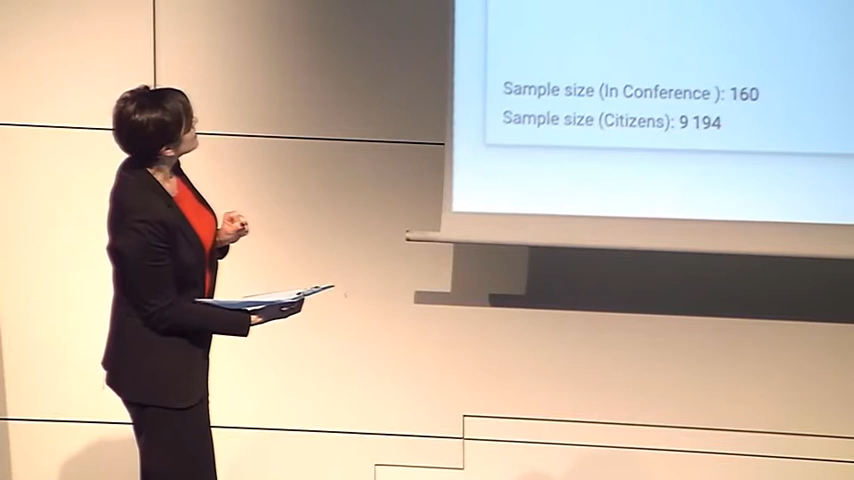 Sample size (In Conference ): 160
Sample size (Citizens): 9 194